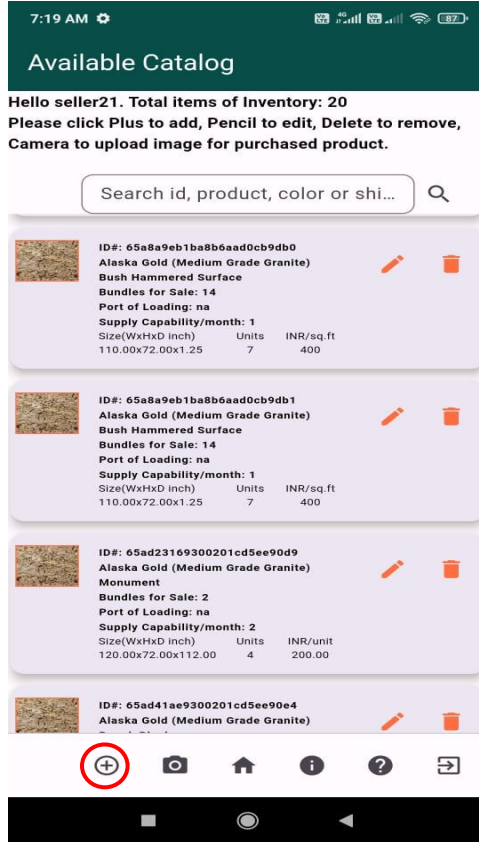 7:19 AM
4G
87
Available Catalog
Hello seller21. Total items of Inventory: 20
Please click Plus to add, Pencil to edit, Delete to remove,
Camera to upload image for purchased product.
Search id, product, color or shi...
ID#: 65a8a9eb1ba8b6aad0cb9db0
Alaska Gold (Medium Grade Granite)
Bush Hammered Surface
Bundles for Sale: 14
Port of Loading: na
Supply Capability/month: 1
Size(WxHxD inch) Units INR/sq.ft
110.00x72.00x1.25 7 400
ID#: 65a8a9eb1ba8b6aad0cb9db1
Alaska Gold (Medium Grade Granite)
Bush Hammered Surface
Bundles for Sale: 14
Port of Loading: na
Supply Capability/month: 1
Size(WxHxD inch) Units INR/sq.ft
110.00x72.00x1.25 7 400
ID#: 65ad23169300201cd5ee90d9
Alaska Gold (Medium Grade Granite)
Monument
Bundles for Sale: 2
Port of Loading: na
Supply Capability/month: 2
Size(WxHxD inch) Units INR/unit
120.00x72.00x112.00 4 200.00
ID#: 65ad41ae9300201cd5ee90e4
Alaska Gold (Medium Grade Granite)